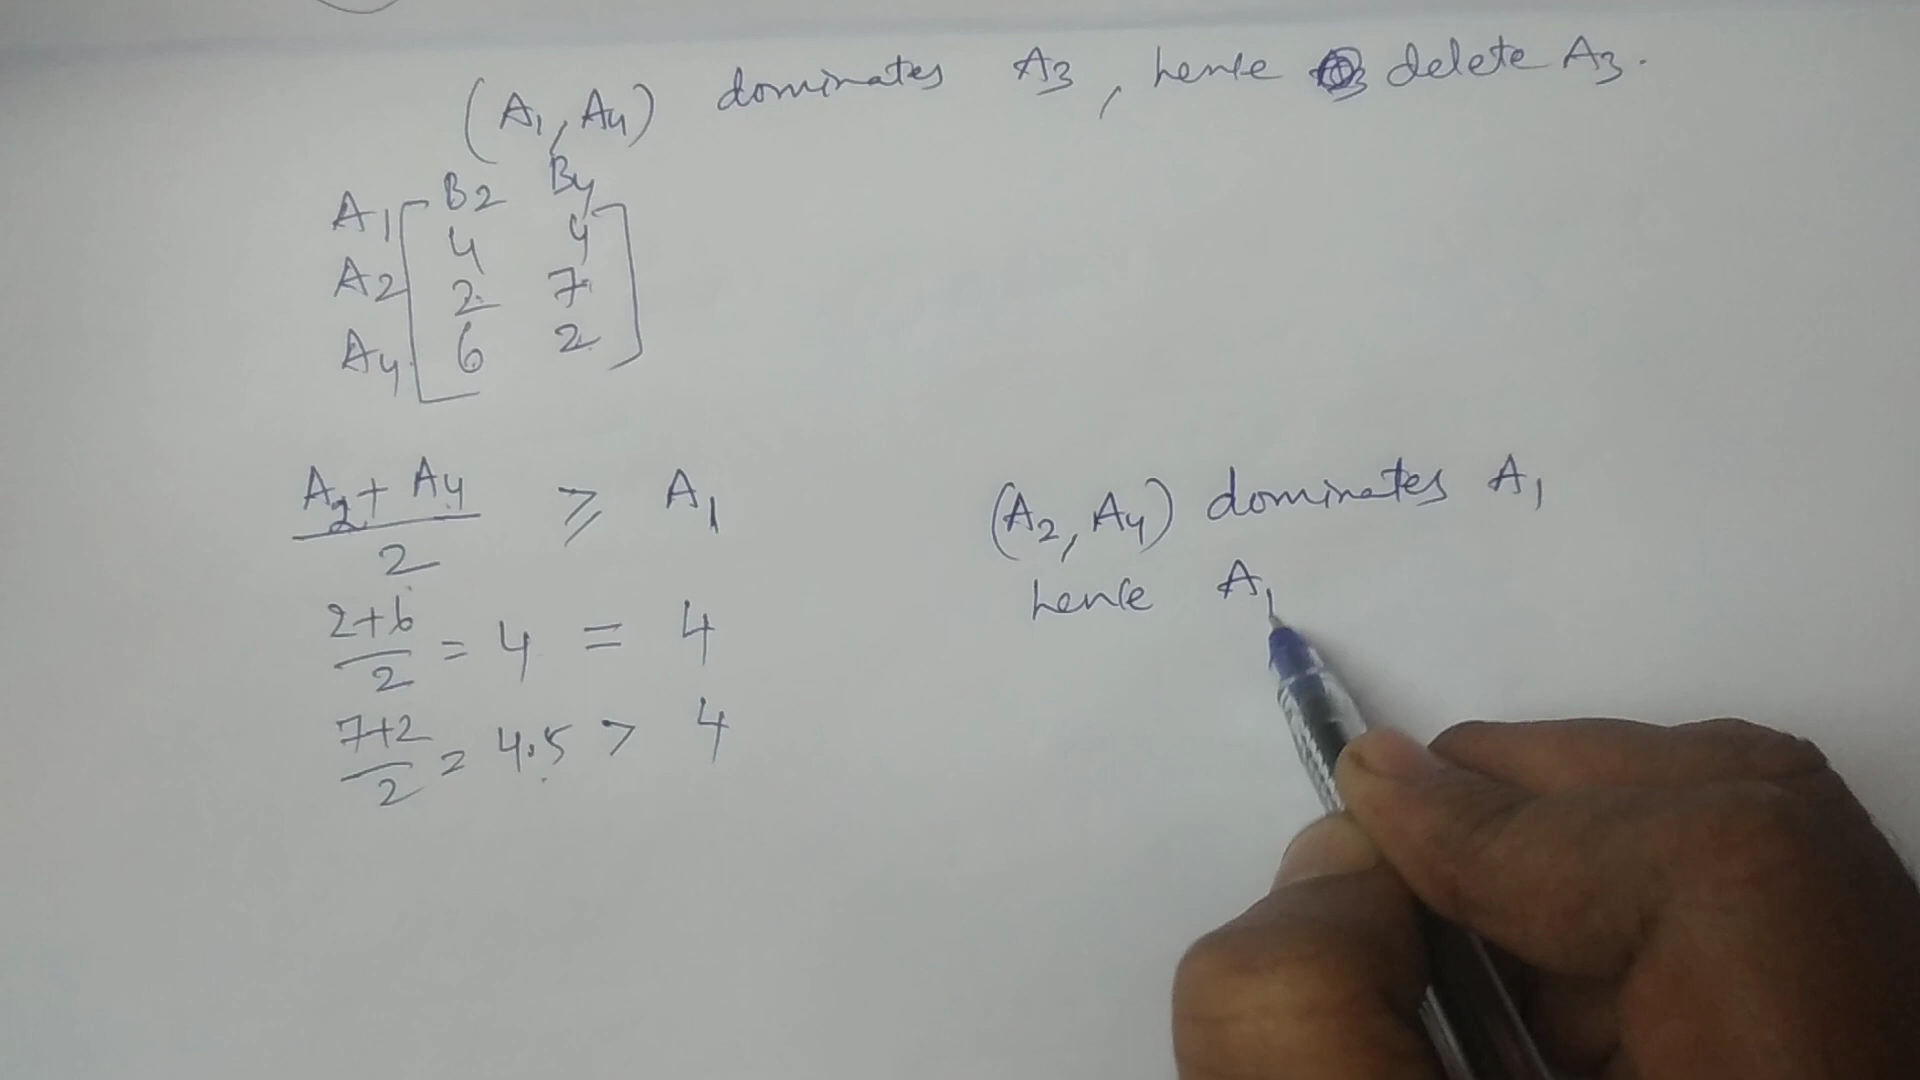 (A1, A4) dominates A3, hence delete A3.
B2 B4
A1 4 4
A2 2 7
A4 6 2
A2 + A4 / 2 ≥ A1
(A2, A4) dominates A1
hence A1
2+6 / 2 = 4 = 4
7+2 / 2 = 4.5 > 4